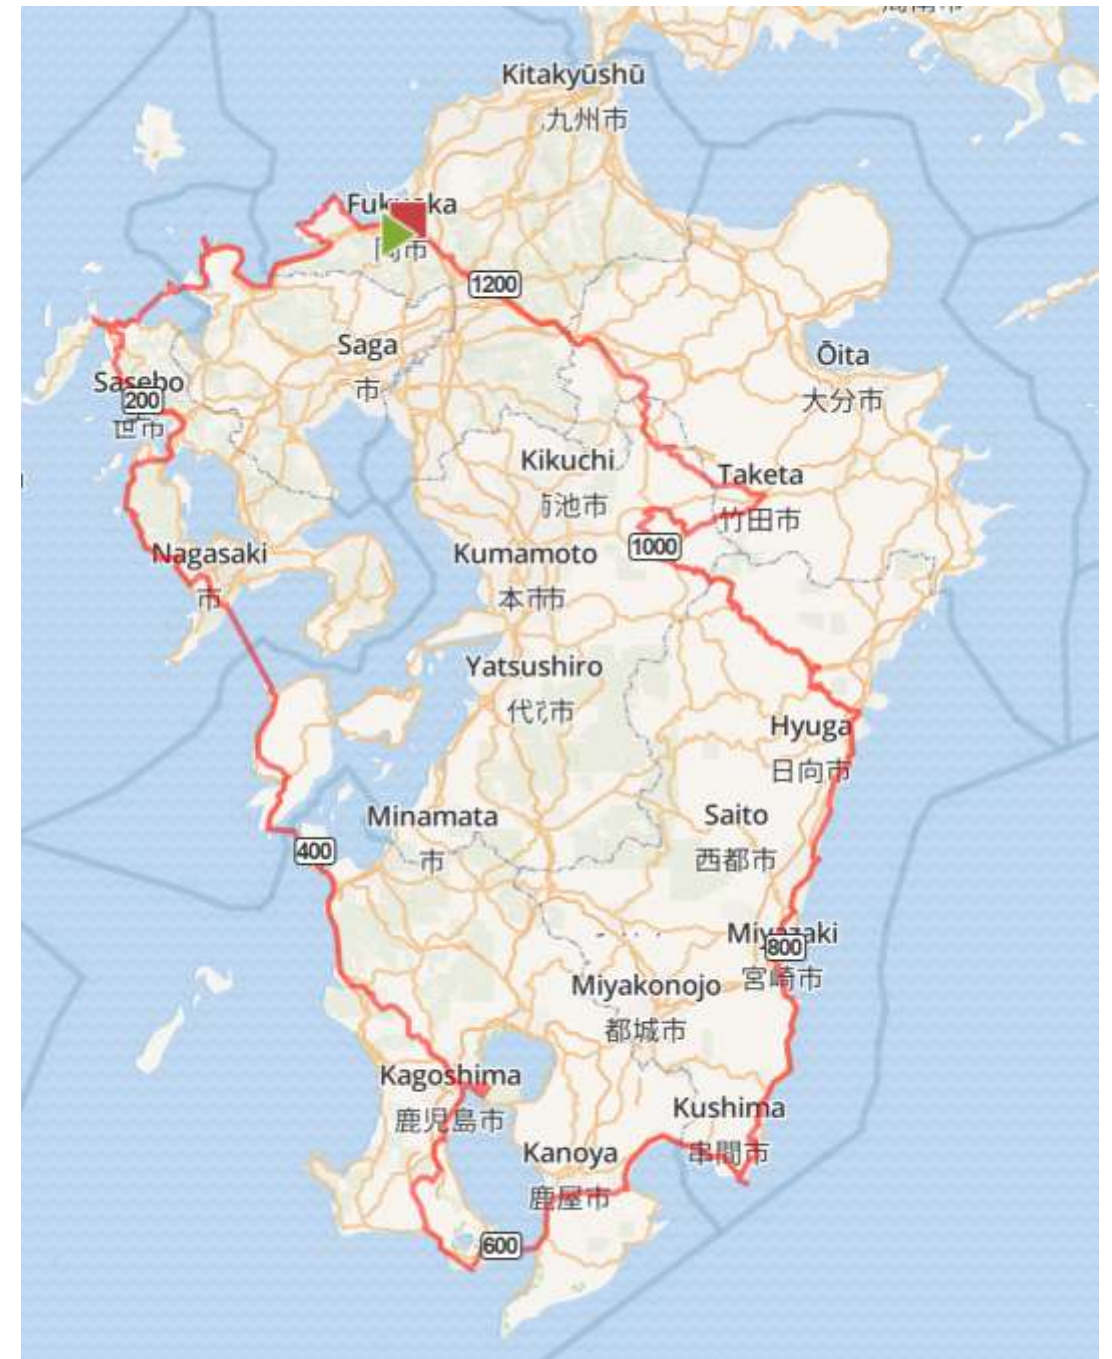 Kitakyūshū
九州市
Fukuoka
岡市
1200
Saga
市
Ōita
大分市
Sasebo
200
世市
Kikuchi
池市
Taketa
竹田市
Nagasaki
市
1000
Kumamoto
本市市
Yatsushiro
代市
Hyuga
日向市
Minamata
市
Saito
西都市
400
Miyazaki
800
宮崎市
Miyakonojo
都城市
Kagoshima
鹿児島市
Kushima
串間市
Kanoya
鹿屋市
600